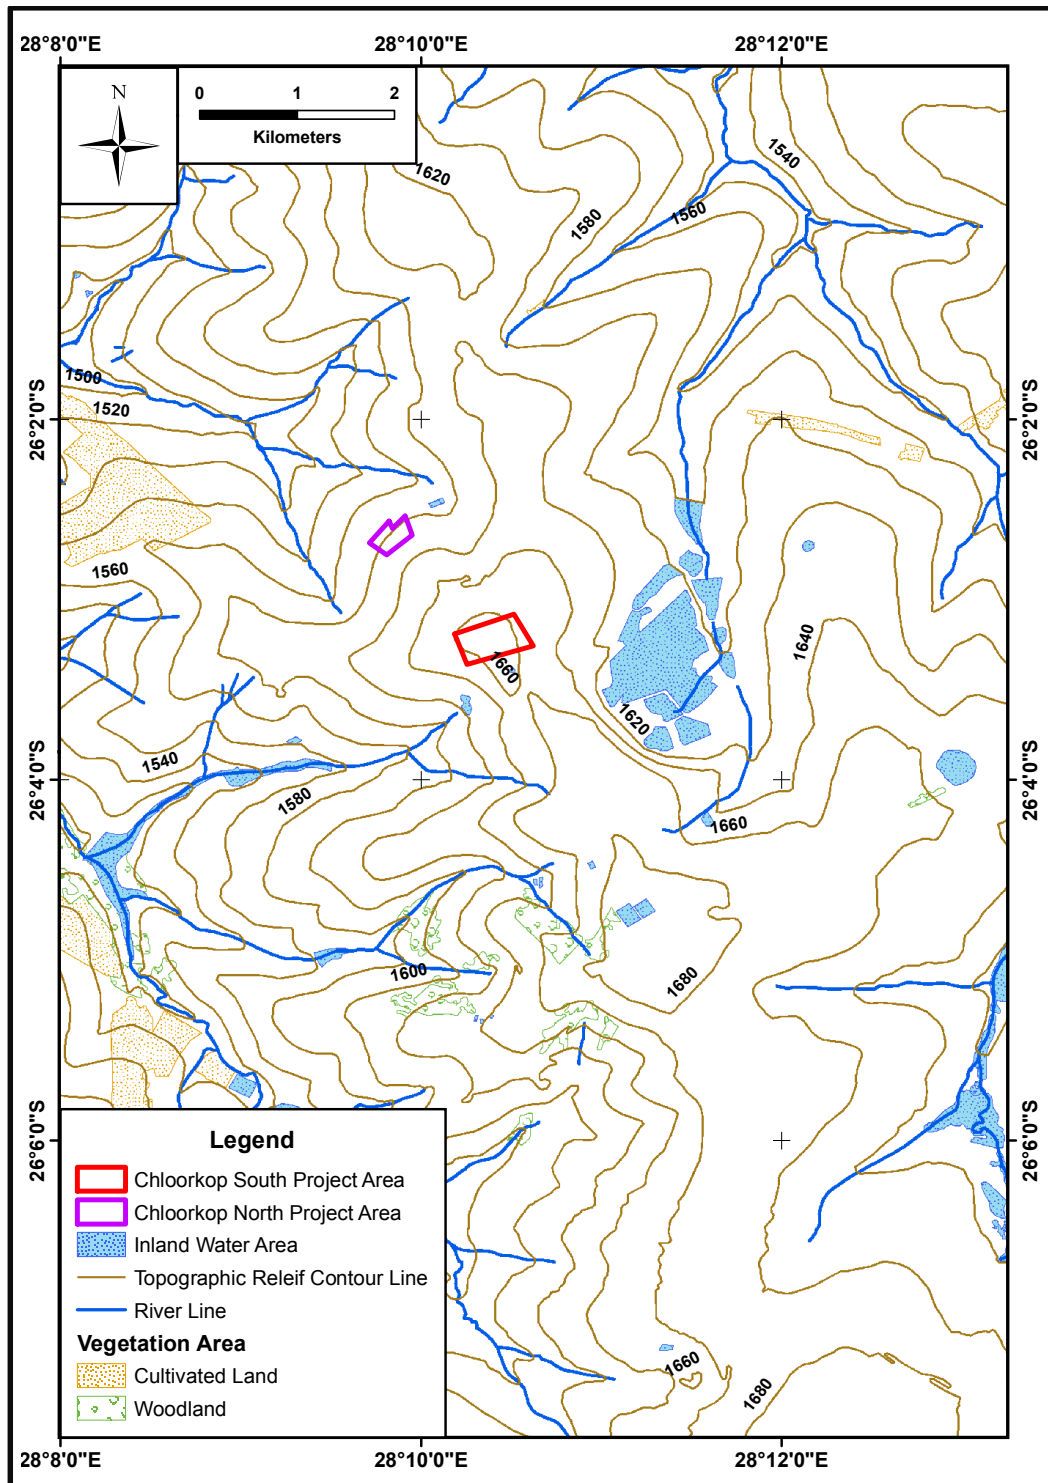 28°8'0"E
28°10'0"E
28°12'0"E
N
0 1 2
Kilometers
1620
1540
1580
1560
1500
1520
26°2'0"S
26°2'0"S
1560
1640
1660
1620
1540
1580
26°4'0"S
26°4'0"S
1660
1600
1680
26°6'0"S
26°6'0"S
Legend
Chloorkop South Project Area
Chloorkop North Project Area
Inland Water Area
Topographic Releif Contour Line
River Line
Vegetation Area
Cultivated Land
Woodland
1660
1680
28°8'0"E
28°10'0"E
28°12'0"E